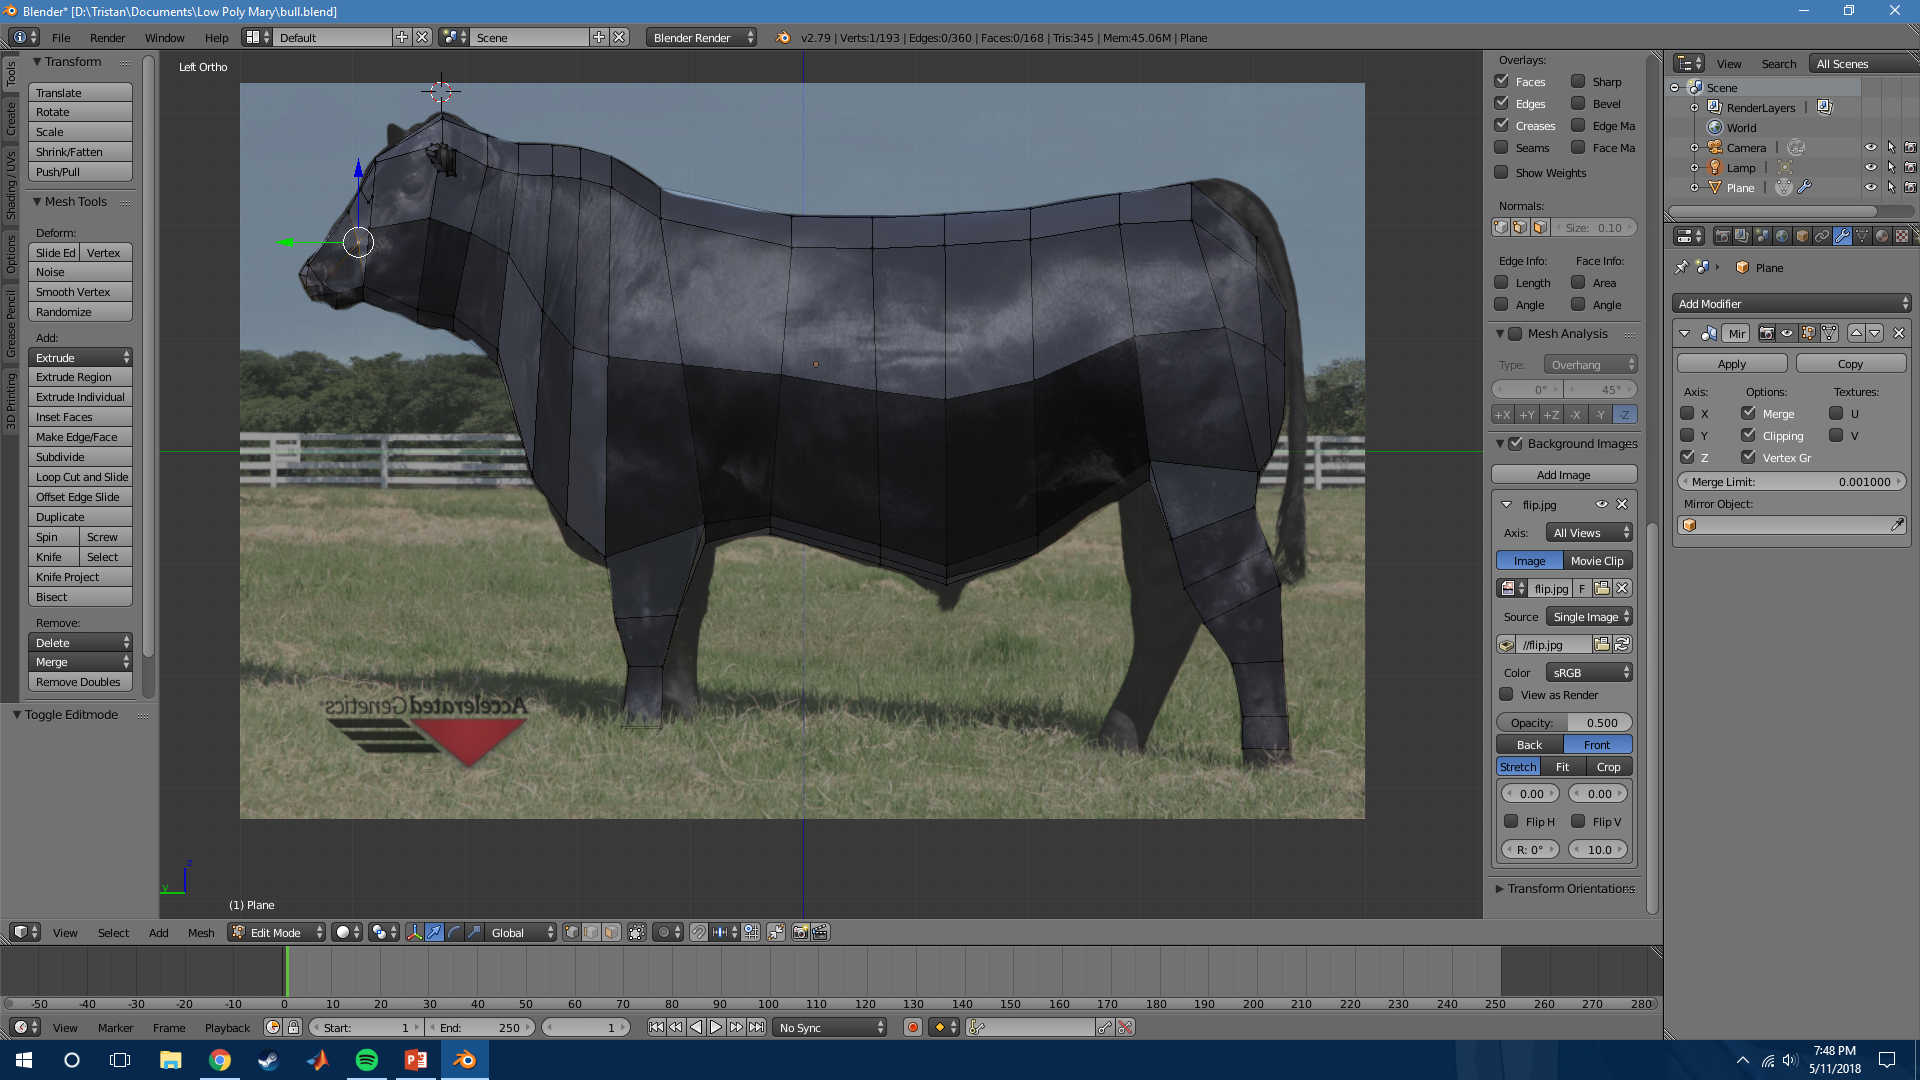 Blender* [D:\Tristan\Documents\Low Poly Mary\bull.blend]
File Render Window Help Default Scene Blender Render v2.79 | Verts:1/193 | Edges:0/360 | Faces:0/168 | Tris:345 | Mem:45.06M | Plane
Tools
Create
Shading / UVs
Options
Grease Pencil
3D Printing
Transform
Translate
Rotate
Scale
Shrink/Fatten
Push/Pull
Mesh Tools
Deform:
Slide Ed Vertex
Noise
Smooth Vertex
Randomize
Add:
Extrude
Extrude Region
Extrude Individual
Inset Faces
Make Edge/Face
Subdivide
Loop Cut and Slide
Offset Edge Slide
Duplicate
Spin Screw
Knife Select
Knife Project
Bisect
Remove:
Delete
Merge
Remove Doubles
Toggle Editmode
Left Ortho
Accelerated Genetics
z
y
(1) Plane
Overlays:
Faces Sharp
Edges Bevel
Creases Edge Ma
Seams Face Ma
Show Weights
Normals:
Size: 0.10
Edge Info: Face Info:
Length Area
Angle Angle
Mesh Analysis
Type: Overhang
0° 45°
+X +Y +Z -X -Y -Z
Background Images
Add Image
flip.jpg
Axis: All Views
Image Movie Clip
flip.jpg F
Source Single Image
//flip.jpg
Color sRGB
View as Render
Opacity: 0.500
Back Front
Stretch Fit Crop
0.00 0.00
Flip H Flip V
R: 0° 10.0
Transform Orientations
View Search All Scenes
Scene
RenderLayers
World
Camera
Lamp
Plane
Plane
Add Modifier
Mir
Apply Copy
Axis: Options: Textures:
X Merge U
Y Clipping V
Z Vertex Gr
Merge Limit: 0.001000
Mirror Object:
View Select Add Mesh Edit Mode Global
-50 -40 -30 -20 -10 0 10 20 30 40 50 60 70 80 90 100 110 120 130 140 150 160 170 180 190 200 210 220 230 240 250 260 270 280
View Marker Frame Playback Start: 1 End: 250 1 No Sync
7:48 PM
5/11/2018